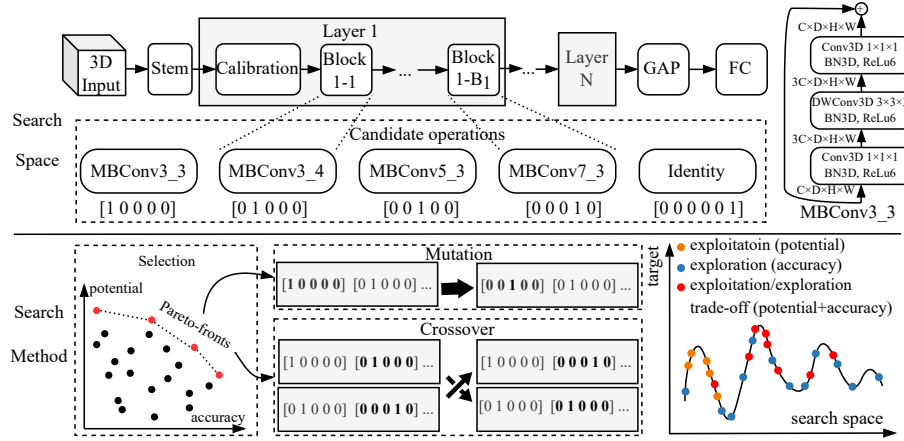 Layer 1
3D
Input
Stem
Calibration
Block
1-1
...
Block
1-B1
...
Layer
N
GAP
FC
Search
Space
Candidate operations
MBConv3_3
MBConv3_4
MBConv5_3
MBConv7_3
Identity
[1 0 0 0 0]
[0 1 0 0 0]
[0 0 1 0 0]
[0 0 0 1 0]
[0 0 0 0 0 1]
C×D×H×W
Conv3D 1×1×1
BN3D, ReLu6
3C×D×H×W
DWConv3D 3×3×3
BN3D, ReLu6
3C×D×H×W
Conv3D 1×1×1
BN3D, ReLu6
C×D×H×W
MBConv3_3
Search
Method
Selection
potential
Pareto-fronts
accuracy
Mutation
[1 0 0 0 0] [0 1 0 0 0] ...
[0 0 1 0 0] [0 1 0 0 0] ...
Crossover
[1 0 0 0 0] [0 1 0 0 0] ...
[0 1 0 0 0] [0 0 0 1 0] ...
[1 0 0 0 0] [0 0 0 1 0] ...
[0 1 0 0 0] [0 1 0 0 0] ...
target
exploitatoin (potential)
exploration (accuracy)
exploitation/exploration
trade-off (potential+accuracy)
search space